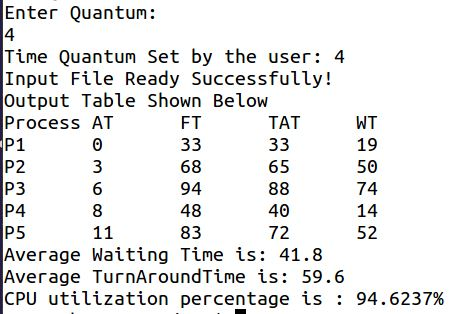 Enter Quantum:
4
Time Quantum Set by the user: 4
Input File Ready Successfully!
Output Table Shown Below
Process AT FT TAT WT
P1 0 33 33 19
P2 3 68 65 50
P3 6 94 88 74
P4 8 48 40 14
P5 11 83 72 52
Average Waiting Time is: 41.8
Average TurnAroundTime is: 59.6
CPU utilization percentage is : 94.6237%